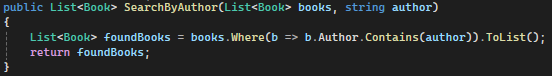 public List<Book> SearchByAuthor(List<Book> books, string author)
{
    List<Book> foundBooks = books.Where(b => b.Author.Contains(author)).ToList();
    return foundBooks;
}